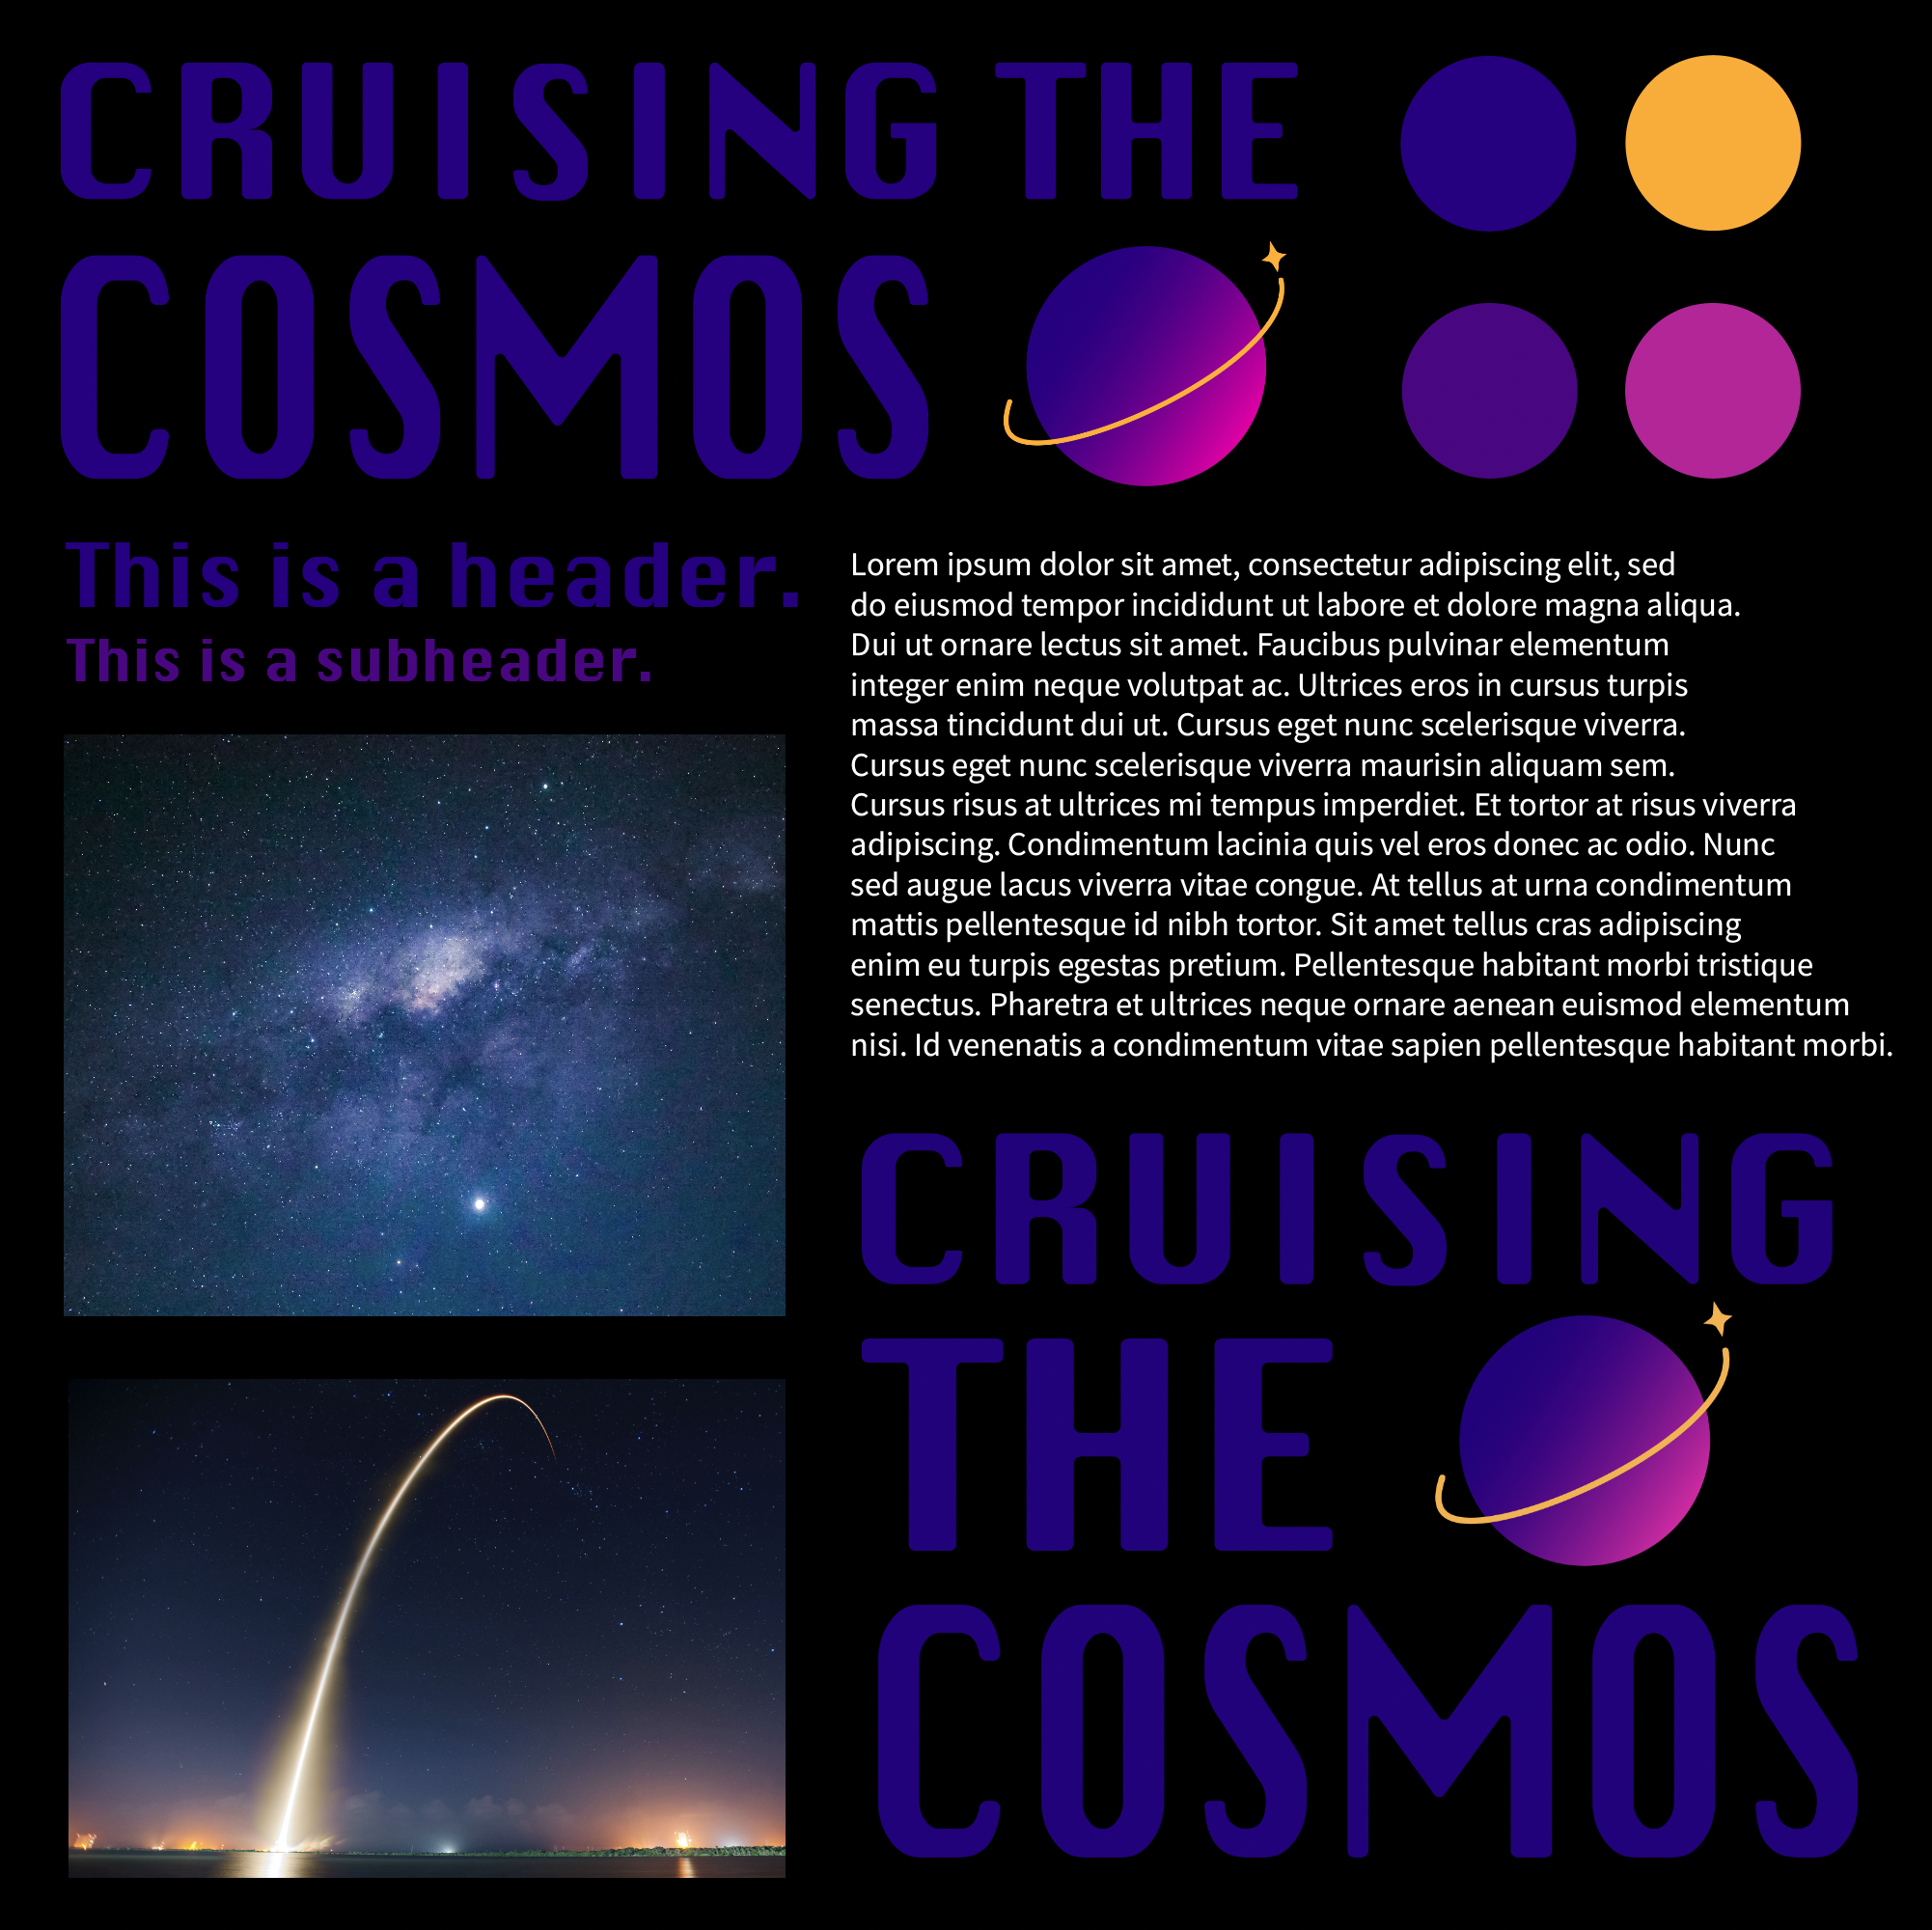 CRUISING THE
COSMOS
This is a header.
This is a subheader.
Lorem ipsum dolor sit amet, consectetur adipiscing elit, sed
do eiusmod tempor incididunt ut labore et dolore magna aliqua.
Dui ut ornare lectus sit amet. Faucibus pulvinar elementum
integer enim neque volutpat ac. Ultrices eros in cursus turpis
massa tincidunt dui ut. Cursus eget nunc scelerisque viverra.
Cursus eget nunc scelerisque viverra maurisin aliquam sem.
Cursus risus at ultrices mi tempus imperdiet. Et tortor at risus viverra
adipiscing. Condimentum lacinia quis vel eros donec ac odio. Nunc
sed augue lacus viverra vitae congue. At tellus at urna condimentum
mattis pellentesque id nibh tortor. Sit amet tellus cras adipiscing
enim eu turpis egestas pretium. Pellentesque habitant morbi tristique
senectus. Pharetra et ultrices neque ornare aenean euismod elementum
nisi. Id venenatis a condimentum vitae sapien pellentesque habitant morbi.
CRUISING
THE
COSMOS